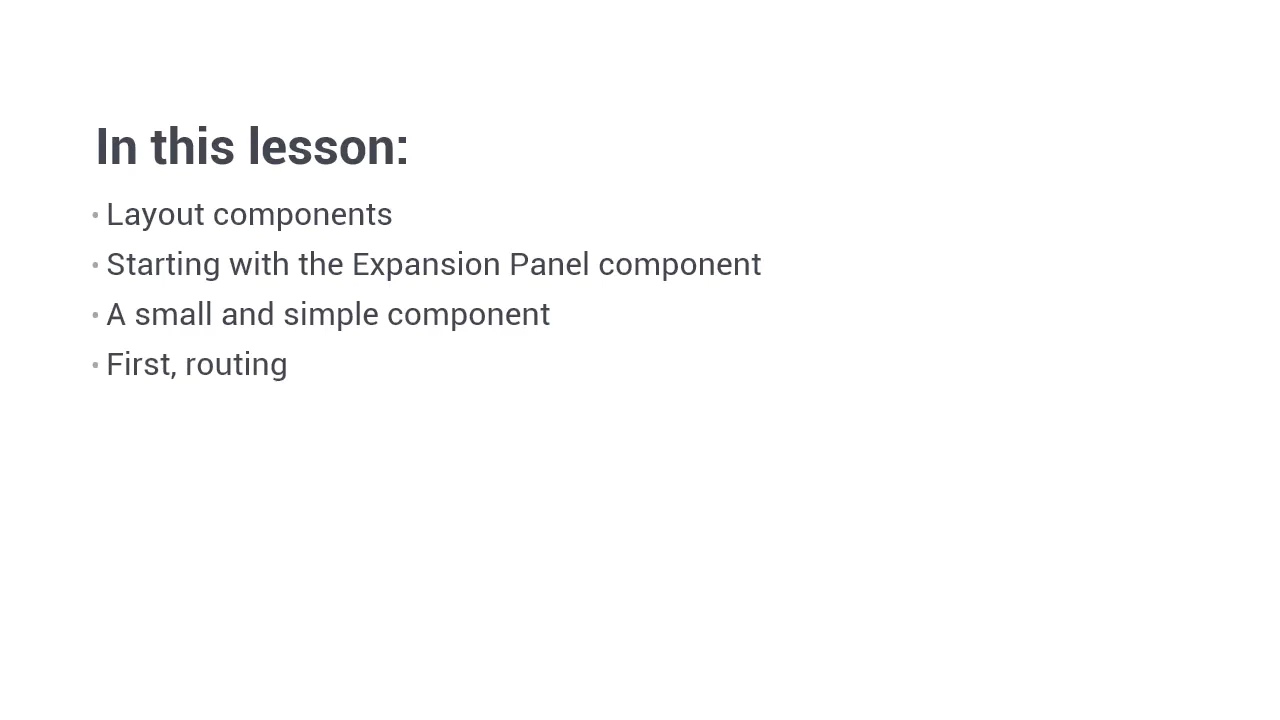 In this lesson:
• Layout components
• Starting with the Expansion Panel component
• A small and simple component
• First, routing